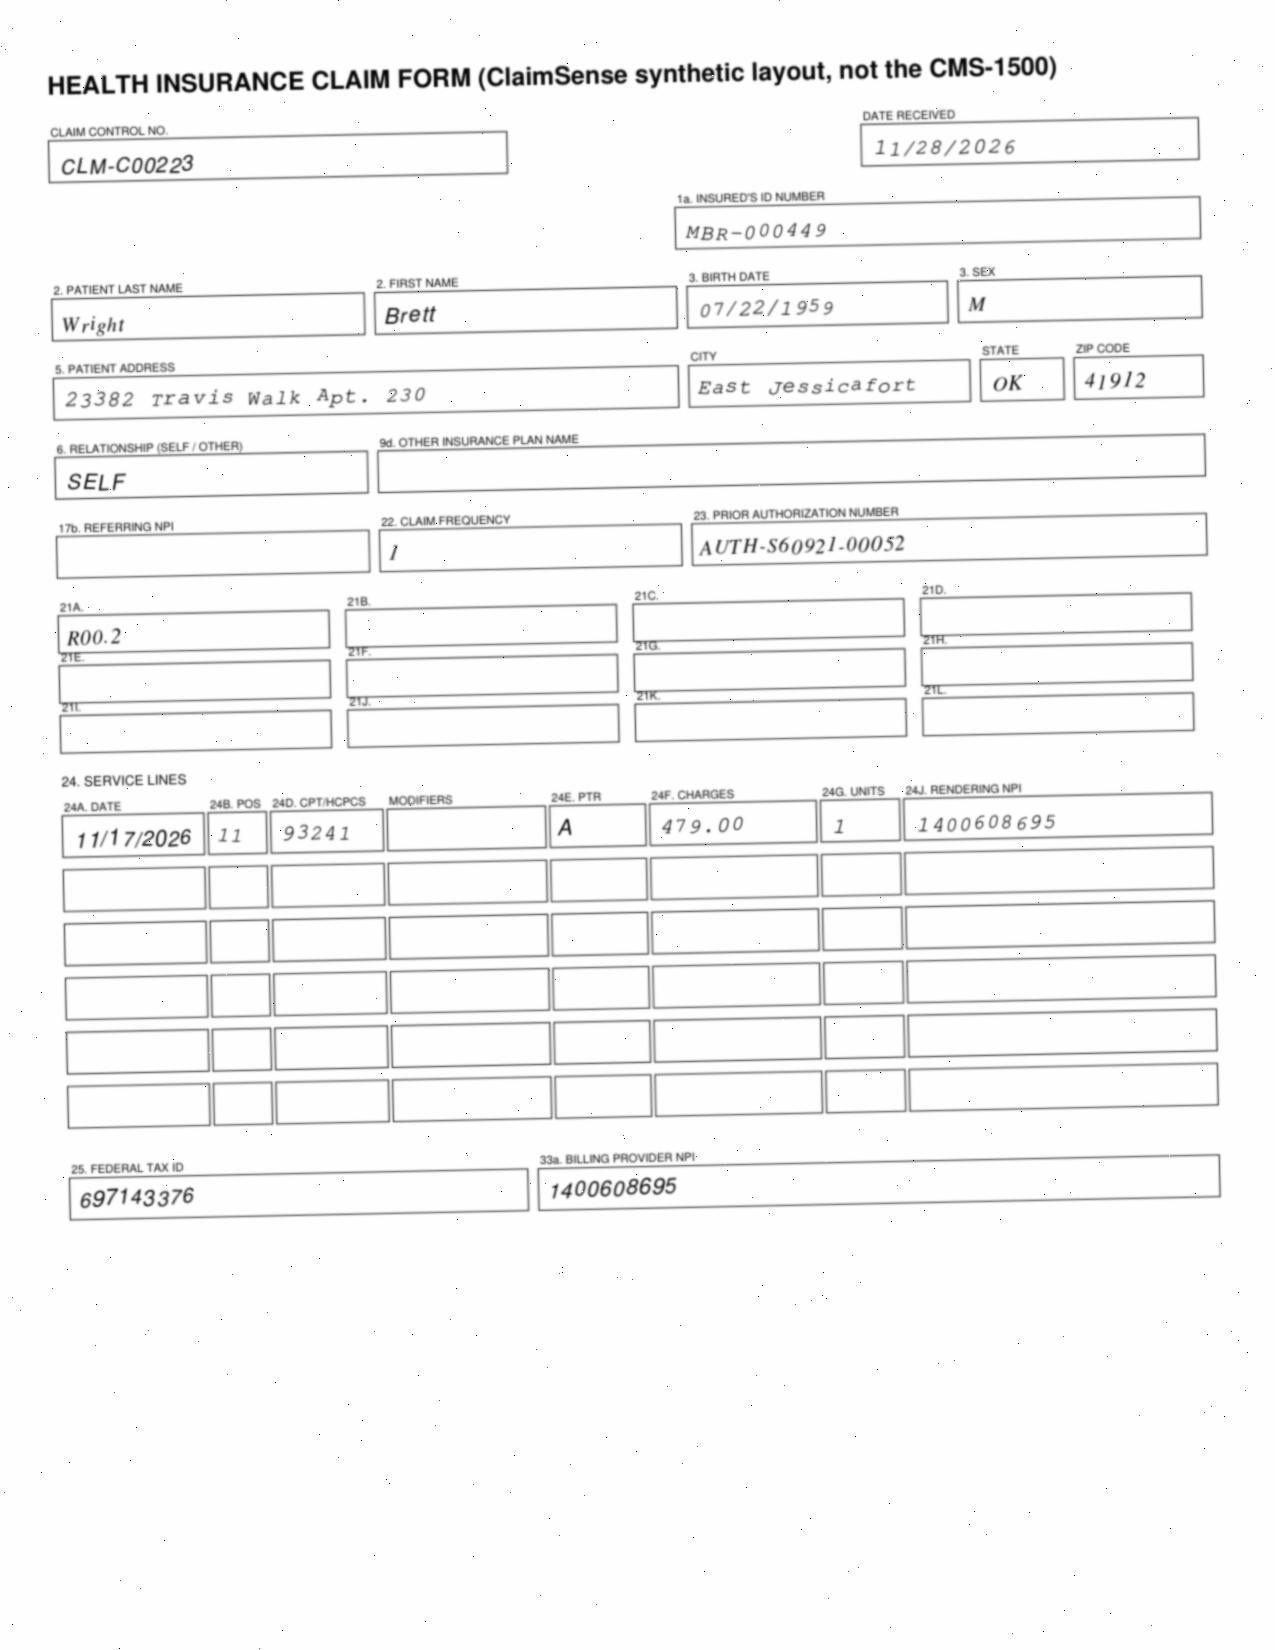 HEALTH INSURANCE CLAIM FORM (ClaimSense synthetic layout, not the CMS-1500)
CLAIM CONTROL NO. DATE RECEIVED
CLM-C00223 11/28/2026
1a. INSURED'S ID NUMBER
MBR-000449
2. PATIENT LAST NAME 2. FIRST NAME 3. BIRTH DATE 3. SEX
Wright Brett 07/22/1959 M
5. PATIENT ADDRESS CITY STATE ZIP CODE
23382 Travis Walk Apt. 230 East Jessicafort OK 41912
6. RELATIONSHIP (SELF / OTHER) 9d. OTHER INSURANCE PLAN NAME
SELF
17b. REFERRING NPI 22. CLAIM FREQUENCY 23. PRIOR AUTHORIZATION NUMBER
1 AUTH-S60921-00052
21A. 21B. 21C. 21D.
R00.2
21E. 21F. 21G. 21H.
21I. 21J. 21K. 21L.
24. SERVICE LINES
24A. DATE 24B. POS 24D. CPT/HCPCS MODIFIERS 24E. PTR 24F. CHARGES 24G. UNITS 24J. RENDERING NPI
11/17/2026 11 93241 A 479.00 1 1400608695
25. FEDERAL TAX ID 33a. BILLING PROVIDER NPI
697143376 1400608695